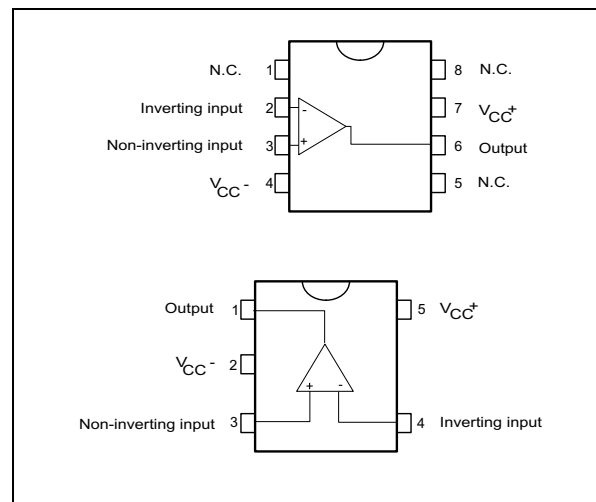 N.C. 1 8 N.C.
Inverting input 2 - 7 VCC+
Non-inverting input 3 + 6 Output
VCC- 4 5 N.C.
Output 1 5 VCC+
VCC- 2
+ -
Non-inverting input 3 4 Inverting input